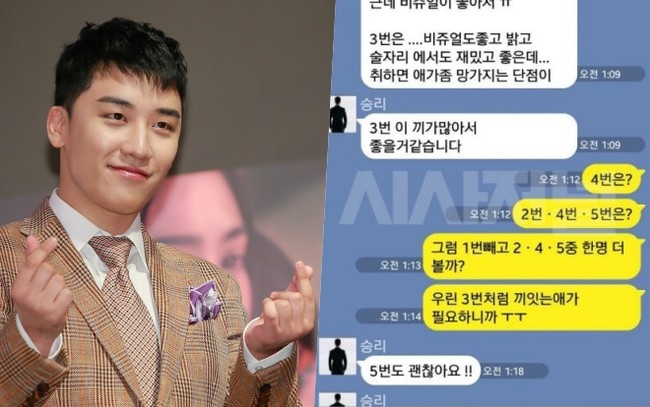 근데 비쥬얼이 좋아서 ㅠ
3번은 ....비쥬얼도좋고 밝고
술자리 에서도 재밌고 좋은데...
취하면 애가좀 망가지는 단점이
오전 1:09
승리
3번 이 끼가많아서
좋을거같습니다
오전 1:09
오전 1:12 4번은?
오전 1:12 2번・4번・5번은?
그럼 1번빼고 2・4・5중 한명 더
볼까?
오전 1:13
우린 3번처럼 끼잇는애가
필요하니까 ㅜㅜ
오전 1:14
승리
5번도 괜찮아요 !!
오전 1:18
승리
시사저널